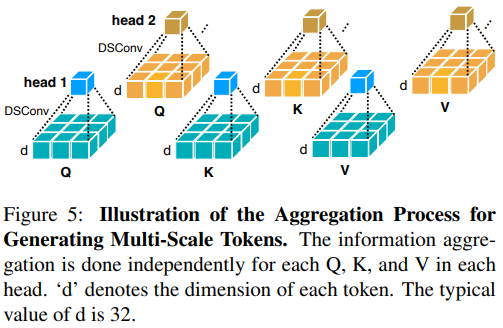 head 2
DSConv
head 1
d
Q
d
K
d
V
DSConv
d
Q
d
K
d
V
Figure 5: Illustration of the Aggregation Process for
Generating Multi-Scale Tokens. The information aggre-
gation is done independently for each Q, K, and V in each
head. ‘d’ denotes the dimension of each token. The typical
value of d is 32.